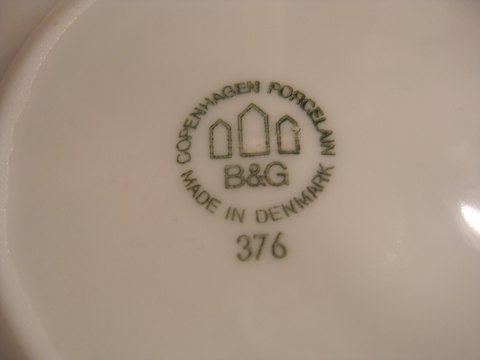 COPENHAGEN PORCELAIN
B&G
MADE IN DENMARK
376